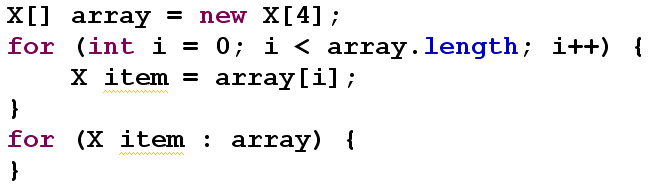 X[] array = new X[4];
for (int i = 0; i < array.length; i++) {
    X item = array[i];
}
for (X item : array) {
}